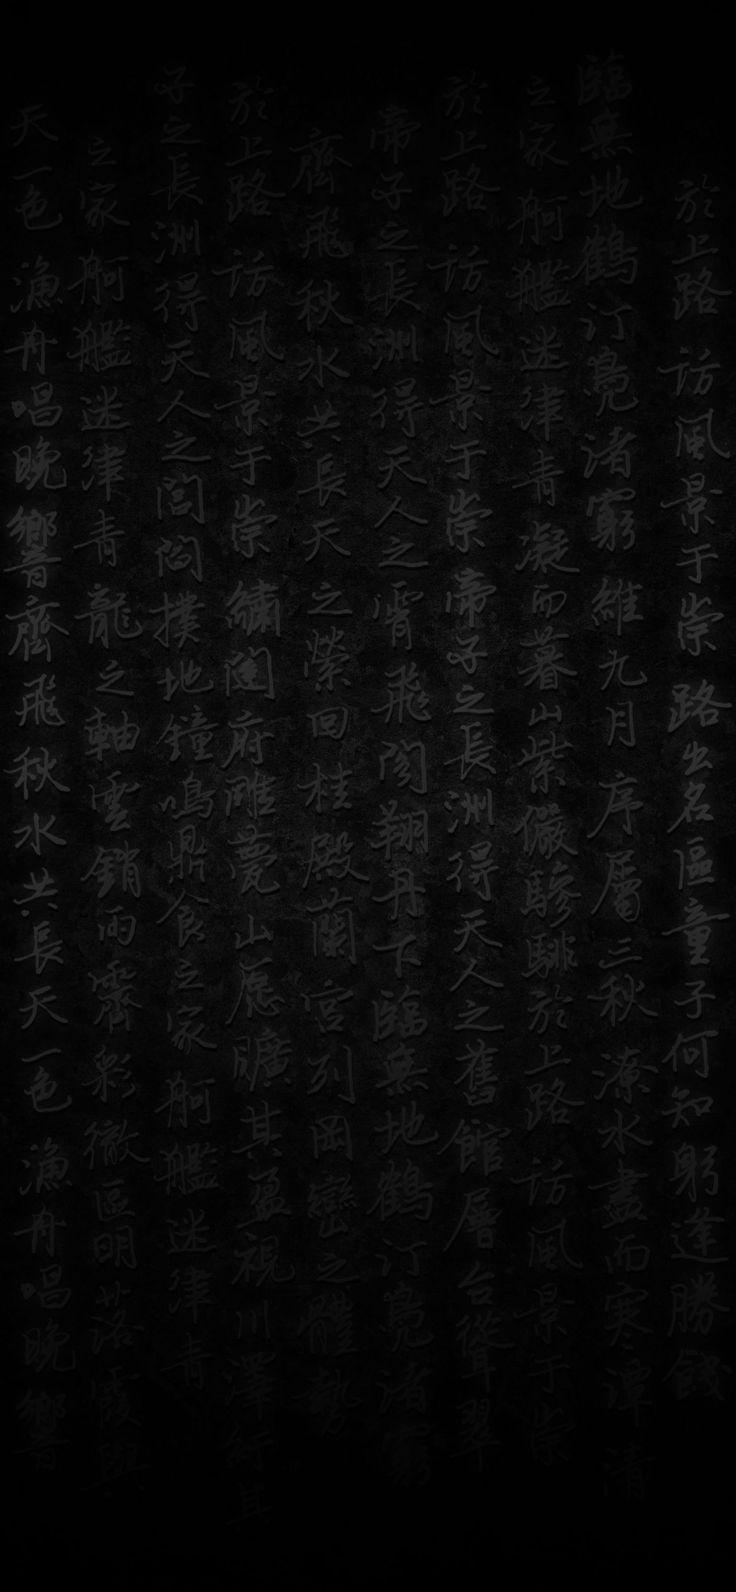 於上路訪風景于崇路出名區童子何知躬逢勝餞
臨無地鶴汀鳧渚窮維九月序屬三秋潦水盡而寒潭清
之家舸艦迷津青凝而暮山紫儼驂騑於上路訪風景于崇
於上路訪風景于崇帝子之長洲得天人之舊館層台聳翠
帝子之長洲得天人之霄飛閣翔丹下臨無地鶴汀鳧渚窮
齊飛秋水共長天之縈回桂殿蘭宮列岡巒之體勢
於上路訪風景于崇繡闥府雕甍山原曠其盈視川澤紆其
子之長洲得天人之閭閻撲地鐘鳴鼎食之家舸艦迷津青
之家舸艦迷津青龍之軸雲銷雨霽彩徹區明落霞與
天一色漁舟唱晚響齊飛秋水共長天一色漁舟唱晚響